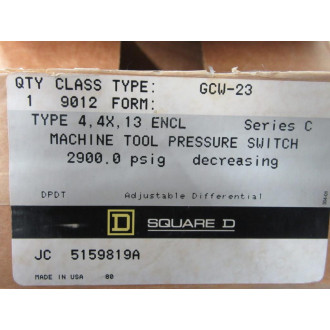 QTY CLASS TYPE: GCW-23
1 9012 FORM:
TYPE 4,4X,13 ENCL Series C
MACHINE TOOL PRESSURE SWITCH
2900.0 psig decreasing
DPDT Adjustable Differential
D SQUARE D
JC 5159819A
MADE IN USA 00